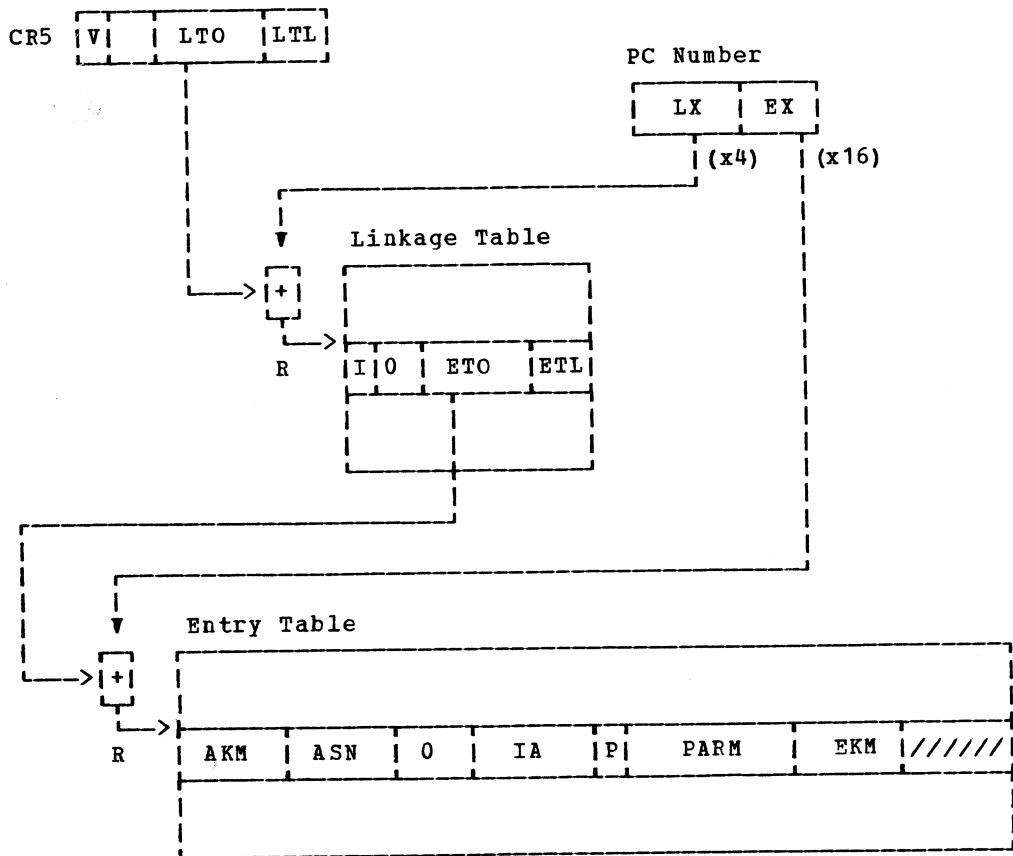 CR5 V LTO LTL
PC Number
LX EX
(x4) (x16)
Linkage Table
+
R
I 0 ETO ETL
Entry Table
+
R
AKM ASN 0 IA P PARM EKM //////